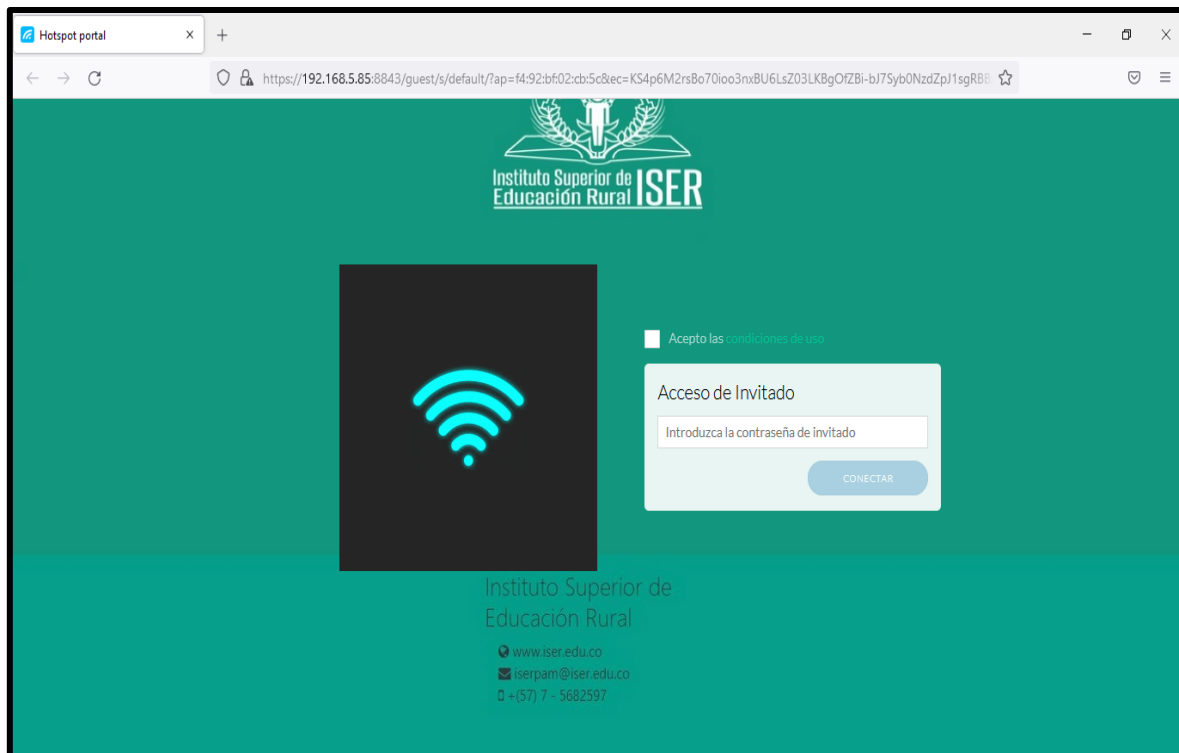 Hotspot portal
https://192.168.5.85:8843/guest/s/default/?ap=f4:92:bf:02:cb:5c&ec=KS4p6M2rsBo70ioo3nxBU6LsZ03LKBgOfZBi-bJ7Syb0NzdZpJ1sgRBB
Instituto Superior de
Educación Rural ISER
Acepto las condiciones de uso
Acceso de Invitado
Introduzca la contraseña de invitado
CONECTAR
Instituto Superior de
Educación Rural
www.iser.edu.co
iserpam@iser.edu.co
+(57) 7 - 5682597